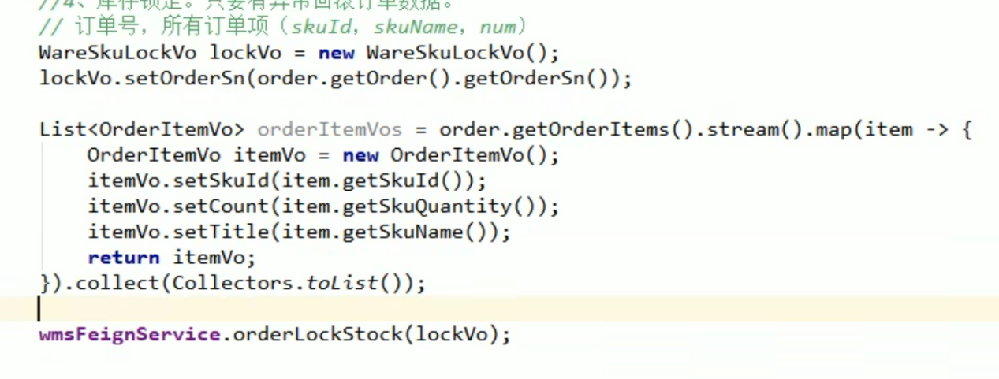 //4、库存锁定。只要有异常回滚订单数据。
// 订单号，所有订单项（skuId，skuName，num）
WareSkuLockVo lockVo = new WareSkuLockVo();
lockVo.setOrderSn(order.getOrder().getOrderSn());
List<OrderItemVo> orderItemVos = order.getOrderItems().stream().map(item -> {
OrderItemVo itemVo = new OrderItemVo();
itemVo.setSkuId(item.getSkuId());
itemVo.setCount(item.getSkuQuantity());
itemVo.setTitle(item.getSkuName());
return itemVo;
}).collect(Collectors.toList());
wmsFeignService.orderLockStock(lockVo);